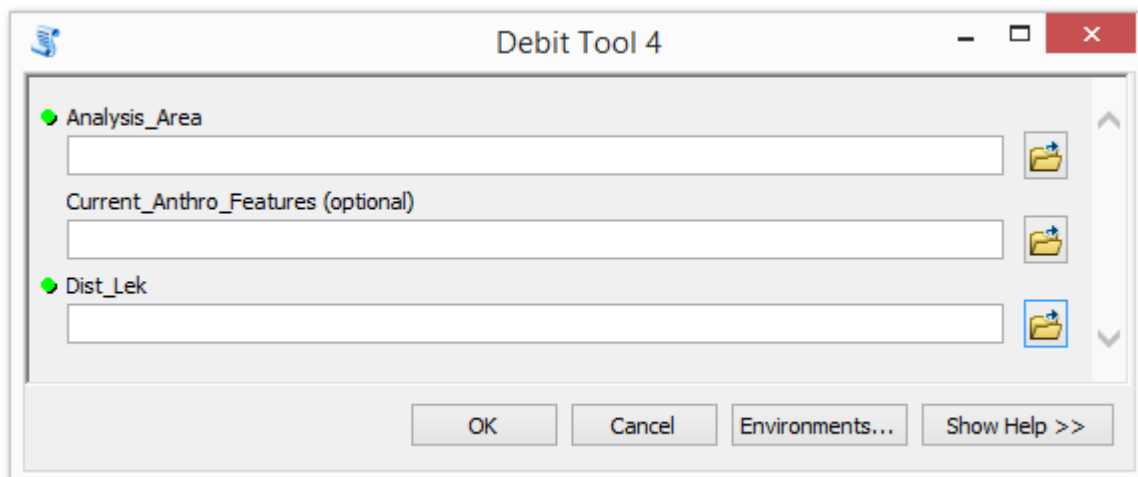 Debit Tool 4
Analysis_Area
Current_Anthro_Features (optional)
Dist_Lek
OK Cancel Environments... Show Help >>